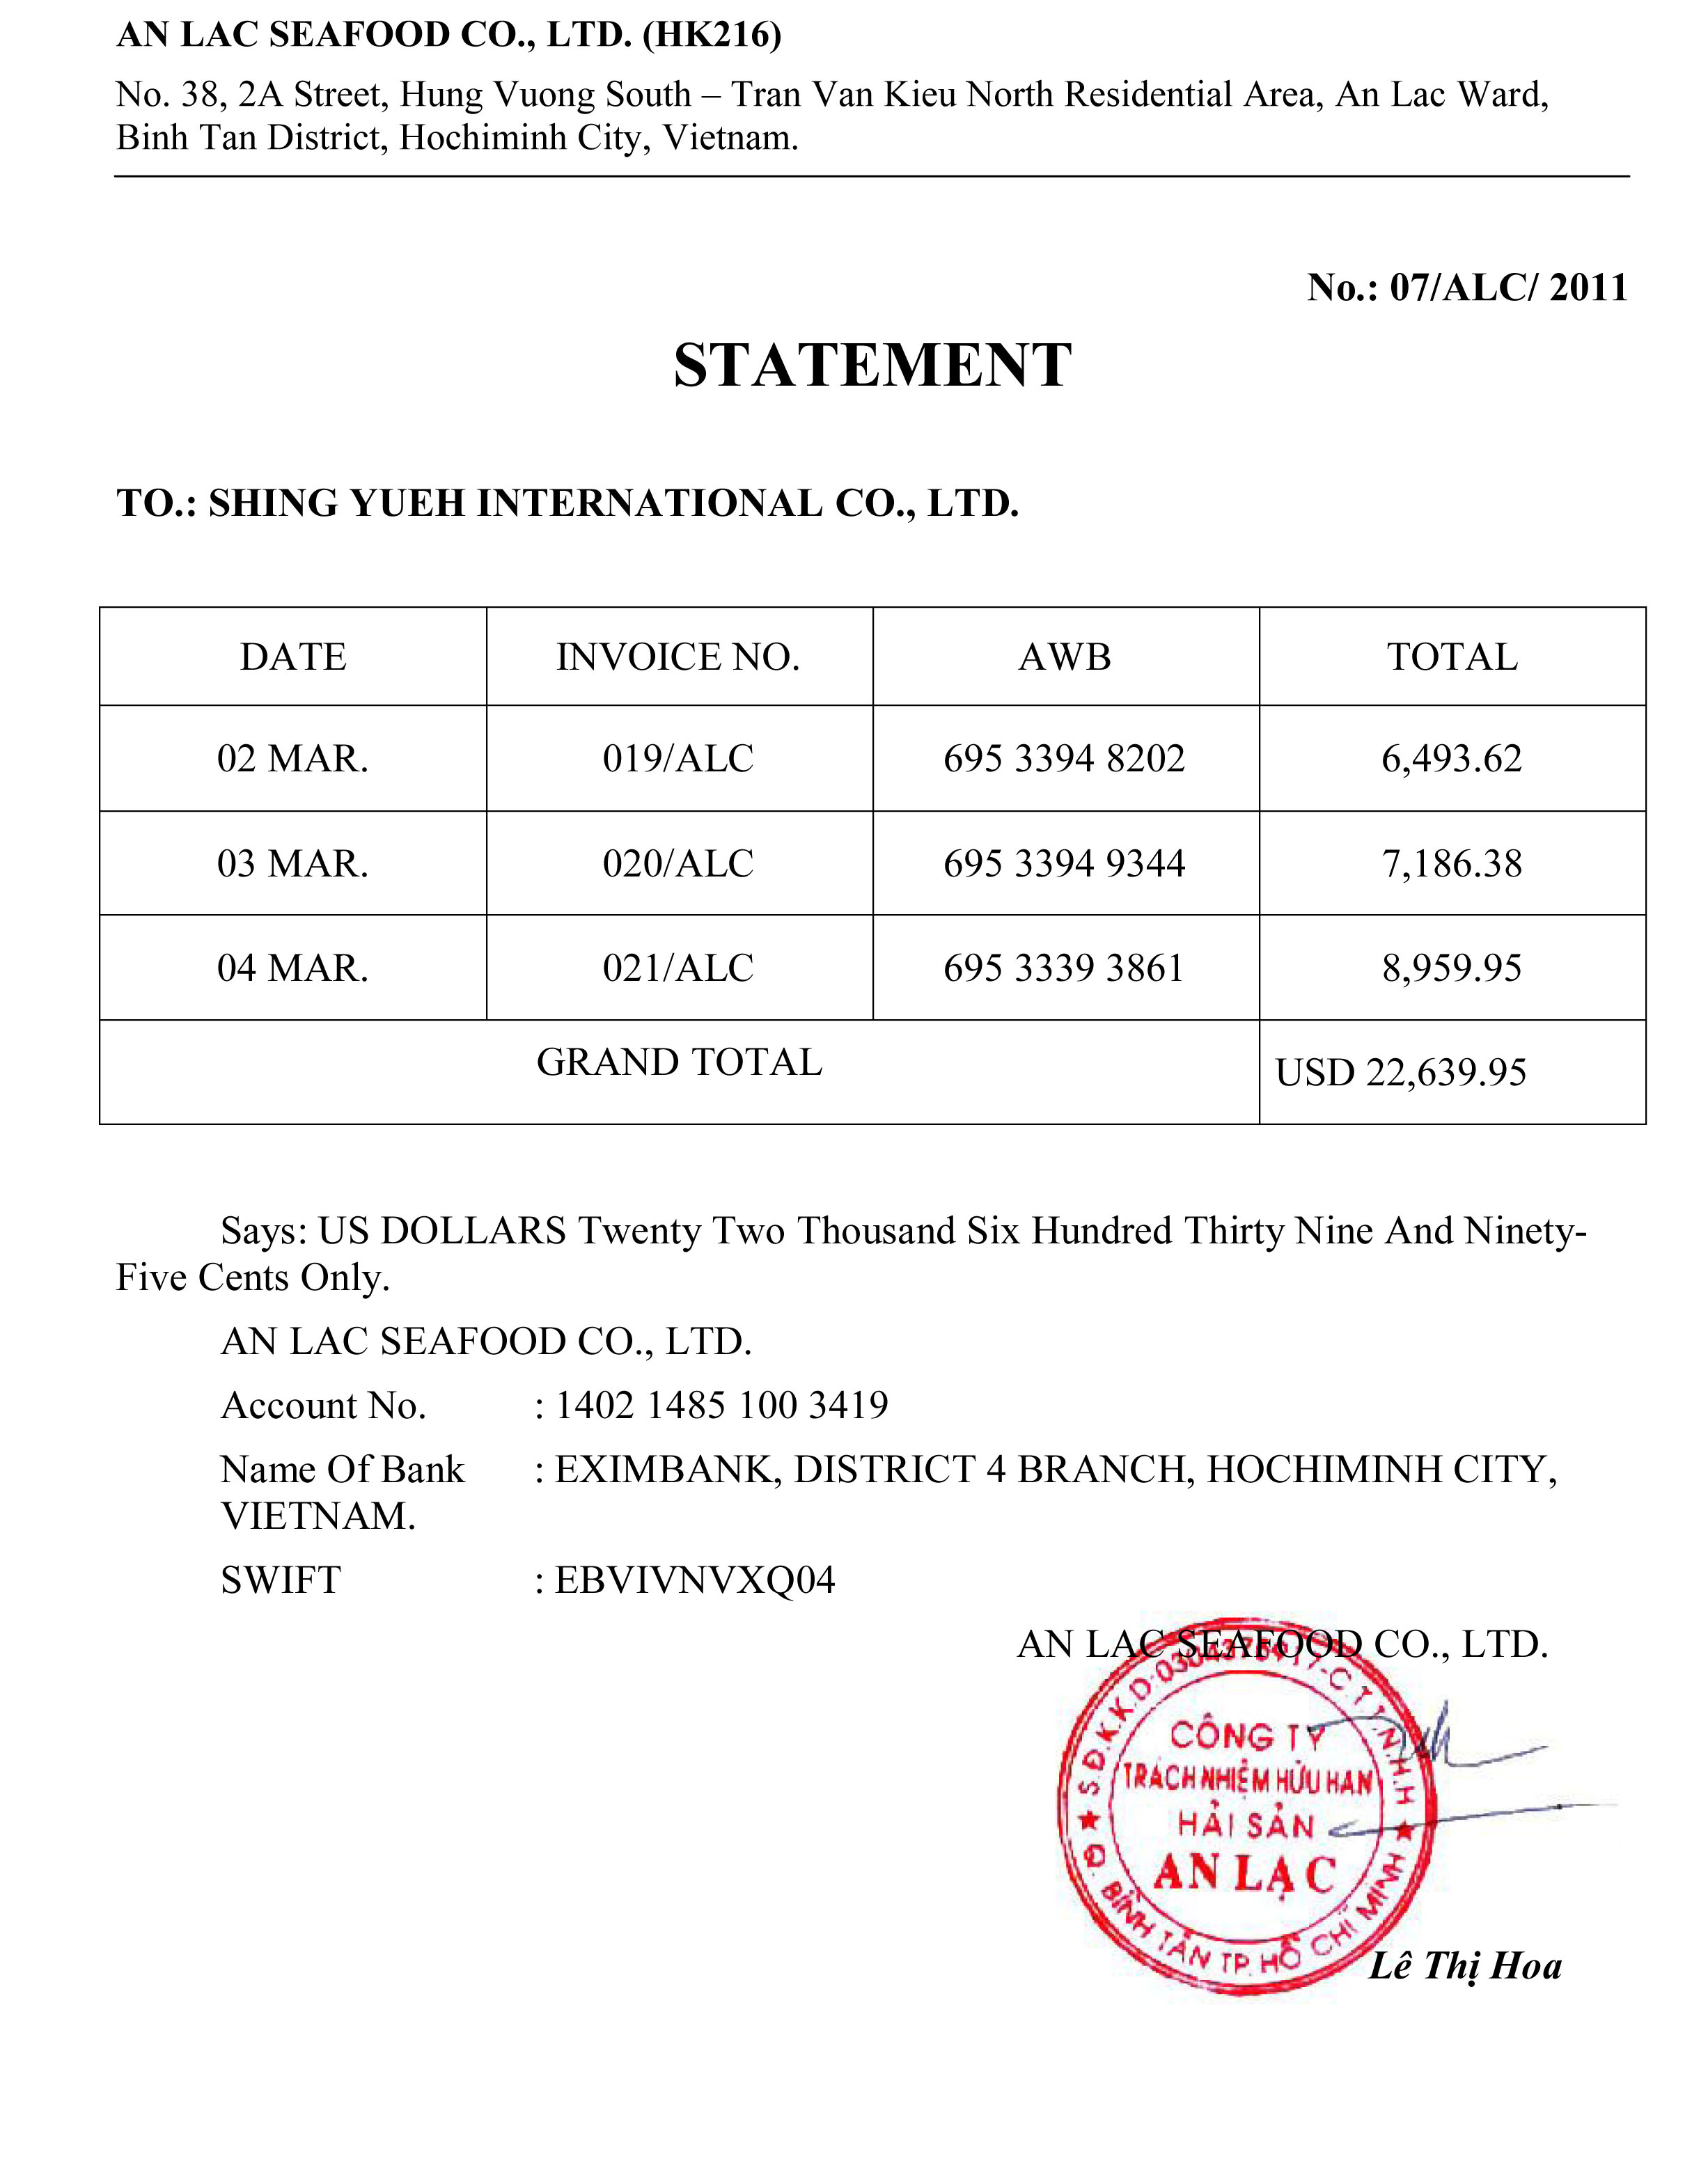 AN LAC SEAFOOD CO., LTD. (HK216)
No. 38, 2A Street, Hung Vuong South – Tran Van Kieu North Residential Area, An Lac Ward,
Binh Tan District, Hochiminh City, Vietnam.
No.: 07/ALC/ 2011
STATEMENT
TO.: SHING YUEH INTERNATIONAL CO., LTD.
DATE INVOICE NO. AWB TOTAL
02 MAR. 019/ALC 695 3394 8202 6,493.62
03 MAR. 020/ALC 695 3394 9344 7,186.38
04 MAR. 021/ALC 695 3339 3861 8,959.95
GRAND TOTAL USD 22,639.95
Says: US DOLLARS Twenty Two Thousand Six Hundred Thirty Nine And Ninety-
Five Cents Only.
AN LAC SEAFOOD CO., LTD.
Account No. : 1402 1485 100 3419
Name Of Bank : EXIMBANK, DISTRICT 4 BRANCH, HOCHIMINH CITY,
VIETNAM.
SWIFT : EBVIVNVXQ04
AN LAC SEAFOOD CO., LTD.
S.Đ.K.K.D: -C.T.T.N.H.H
CÔNG TY
TRÁCH NHIỆM HỮU HẠN
HẢI SẢN
AN LẠC
Q. BÌNH TÂN TP. HỒ CHÍ MINH
Lê Thị Hoa